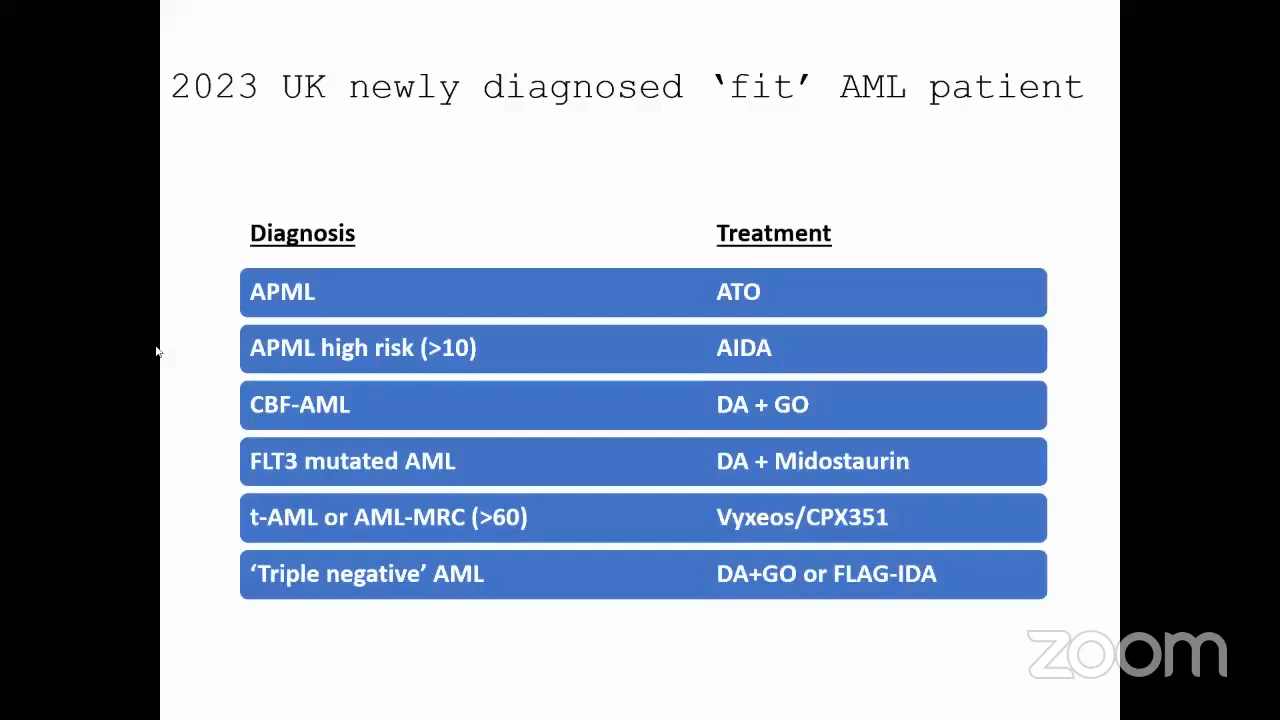 2023 UK newly diagnosed ‘fit’ AML patient
Diagnosis Treatment
APML ATO
APML high risk (>10) AIDA
CBF-AML DA + GO
FLT3 mutated AML DA + Midostaurin
t-AML or AML-MRC (>60) Vyxeos/CPX351
‘Triple negative’ AML DA+GO or FLAG-IDA
zoom